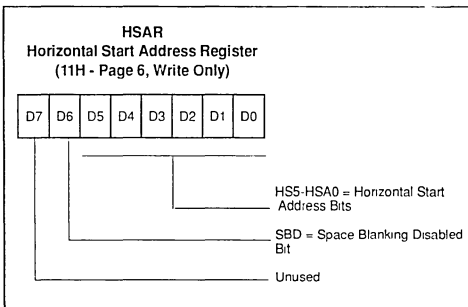 HSAR
Horizontal Start Address Register
(11H - Page 6, Write Only)
D7 D6 D5 D4 D3 D2 D1 D0
HS5-HSA0 = Horizontal Start
Address Bits
SBD = Space Blanking Disabled
Bit
Unused